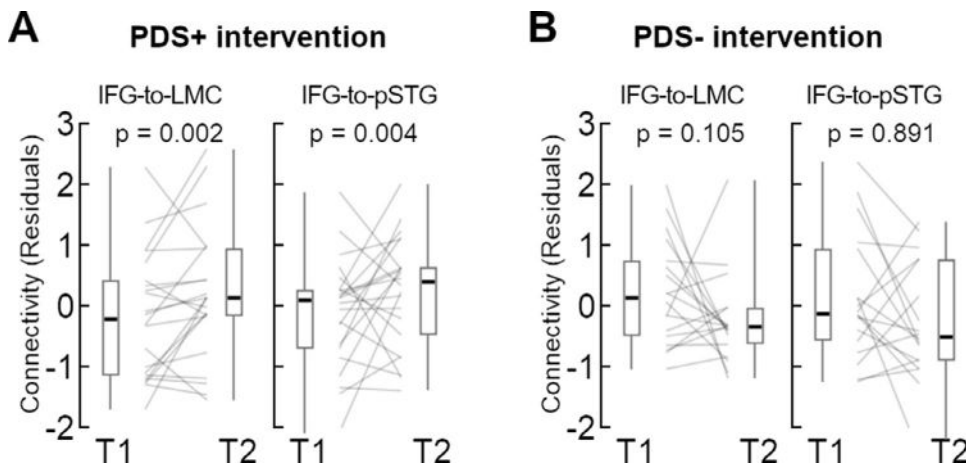 A
PDS+ intervention
IFG-to-LMC
p = 0.002
IFG-to-pSTG
p = 0.004
Connectivity (Residuals)
3
2
1
0
-1
-2
T1
T2
T1
T2
B
PDS- intervention
IFG-to-LMC
p = 0.105
IFG-to-pSTG
p = 0.891
Connectivity (Residuals)
3
2
1
0
-1
-2
T1
T2
T1
T2